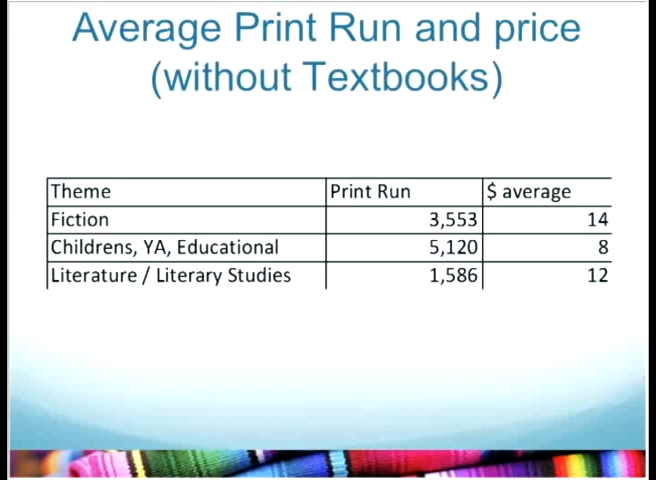 Average Print Run and price
(without Textbooks)
Theme Print Run $ average
Fiction 3,553 14
Childrens, YA, Educational 5,120 8
Literature / Literary Studies 1,586 12